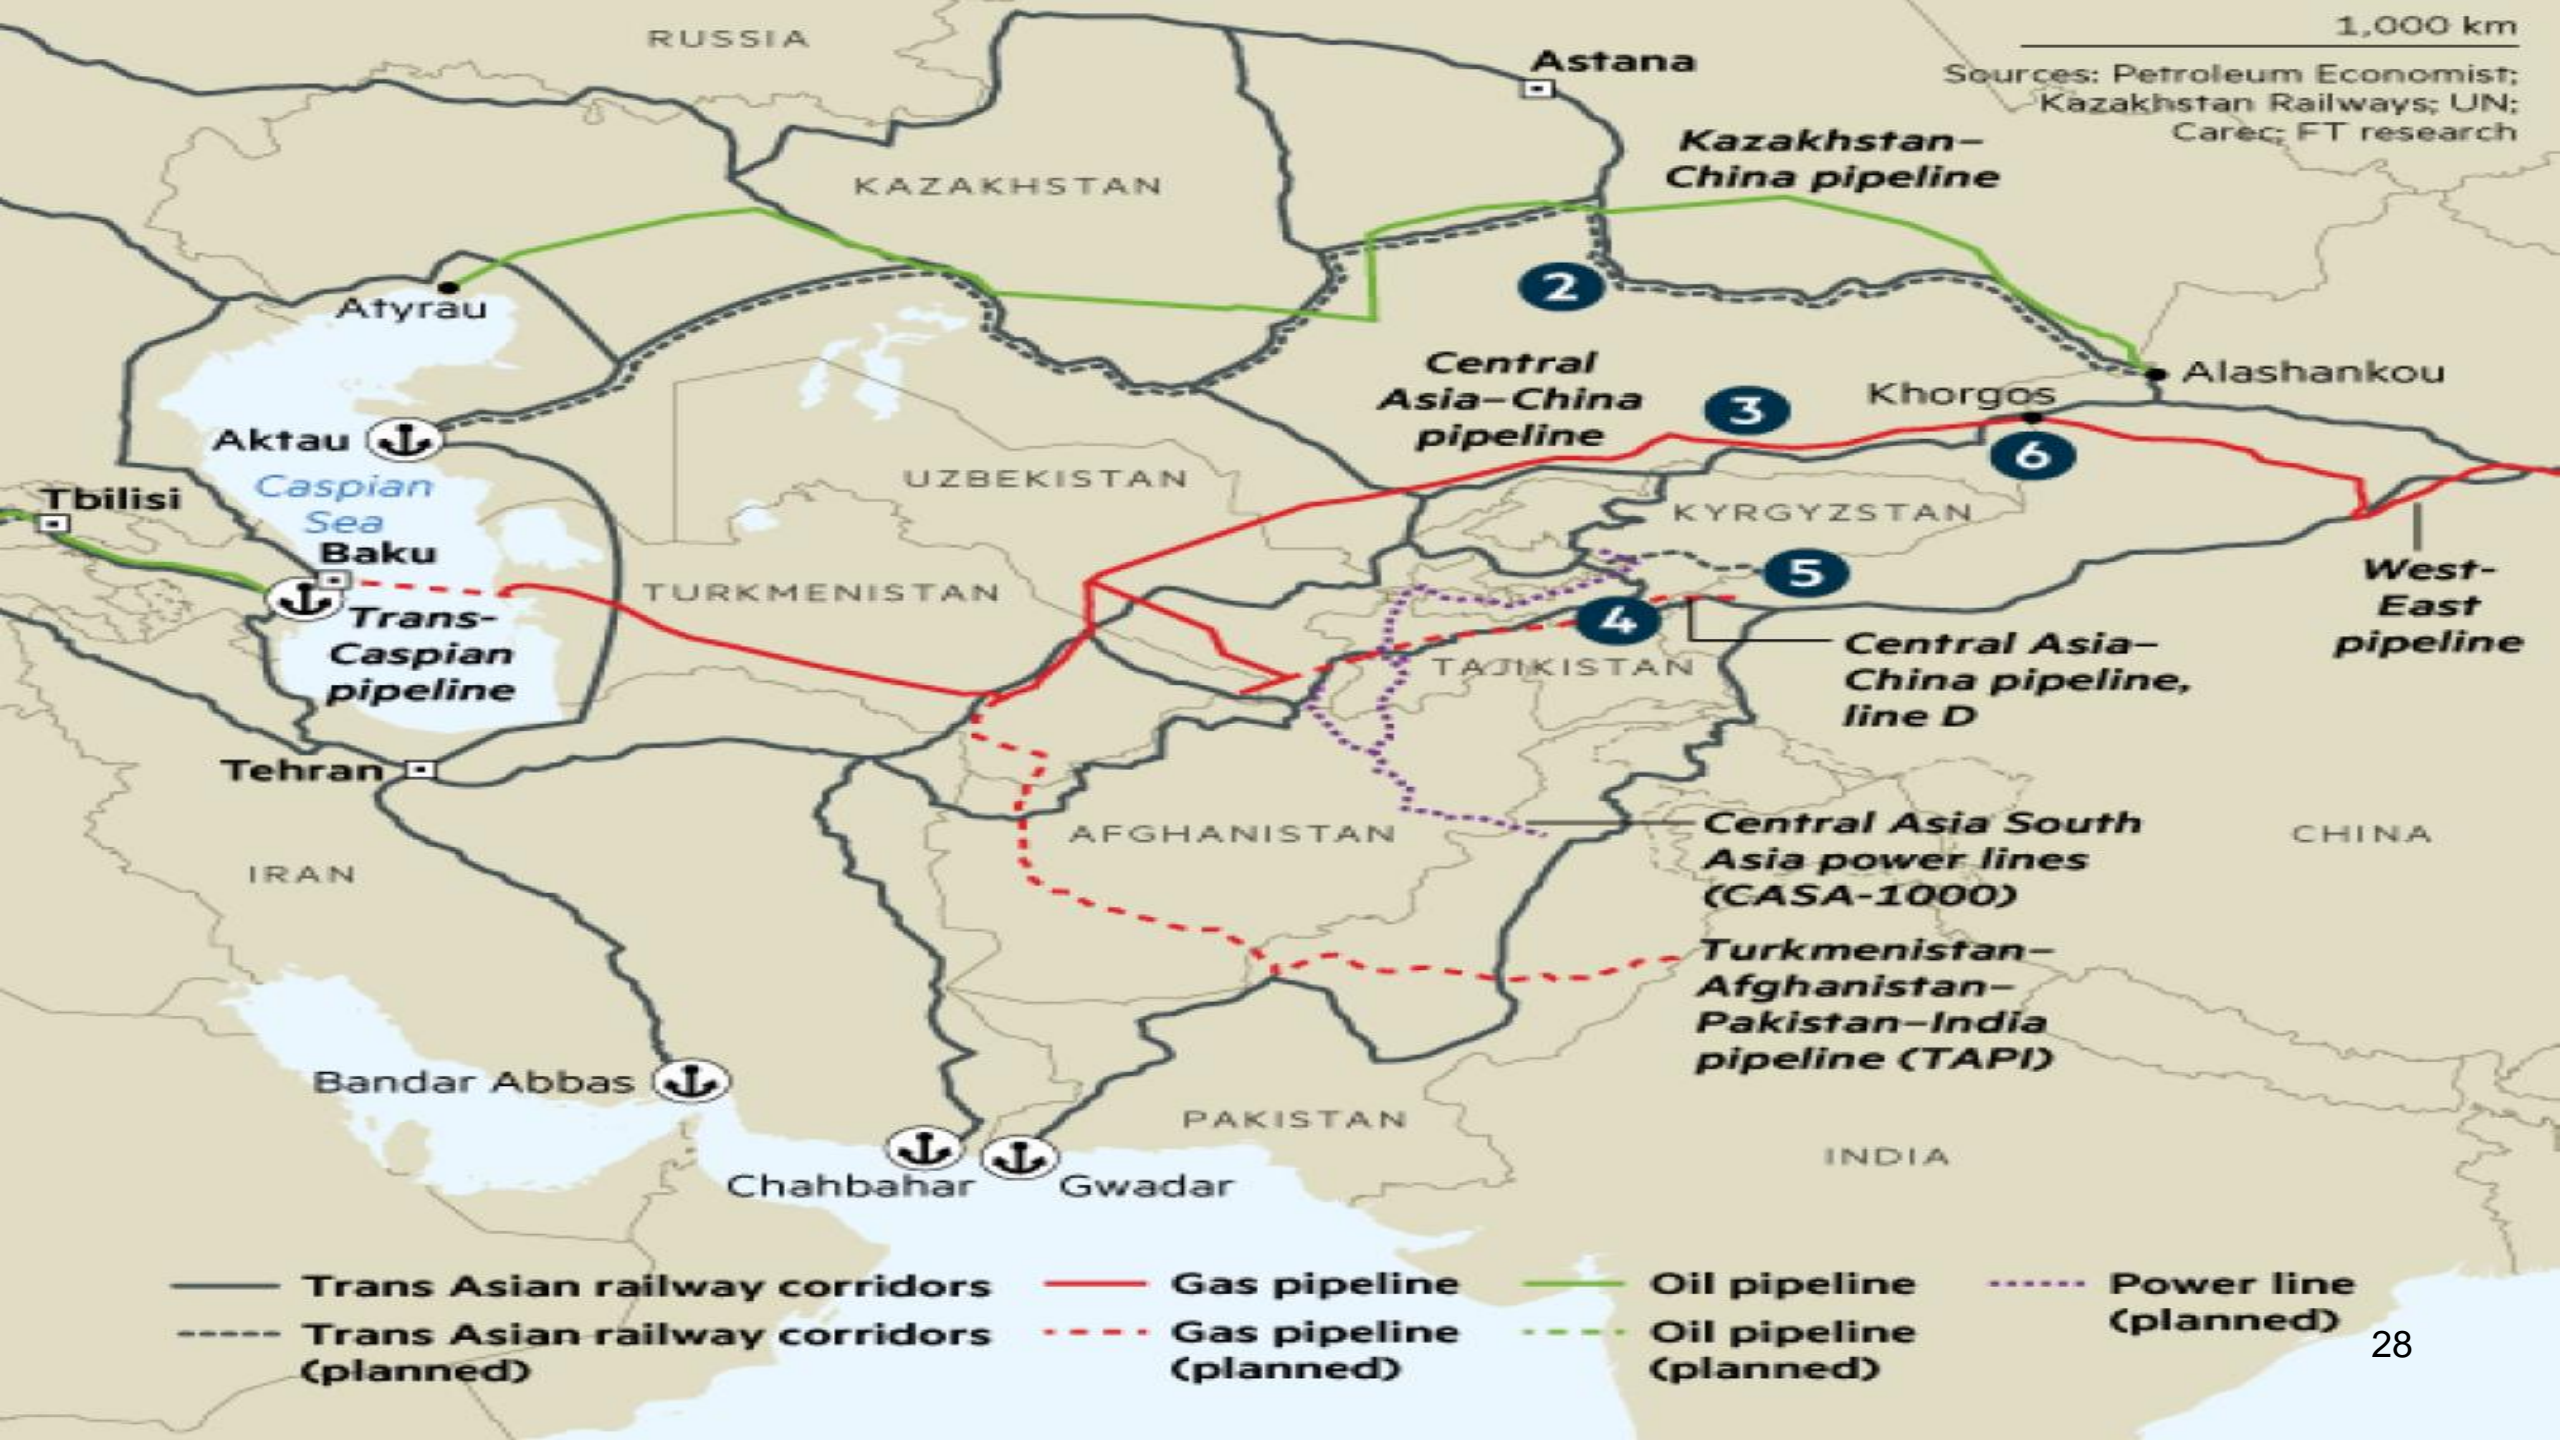 RUSSIA
1,000 km
Sources: Petroleum Economist;
Kazakhstan Railways; UN;
Carec; FT research
Astana
Kazakhstan–
China pipeline
KAZAKHSTAN
Atyrau
2
Central
Asia–China
pipeline
3
Khorgos
Alashankou
6
Aktau
Caspian
Sea
UZBEKISTAN
KYRGYZSTAN
Tbilisi
Baku
TURKMENISTAN
5
4
West–
East
pipeline
Trans-
Caspian
pipeline
TAJIKISTAN
Central Asia–
China pipeline,
line D
Tehran
IRAN
AFGHANISTAN
Central Asia South
Asia power lines
(CASA-1000)
CHINA
Turkmenistan–
Afghanistan–
Pakistan–India
pipeline (TAPI)
Bandar Abbas
PAKISTAN
INDIA
Chahbahar
Gwadar
Trans Asian railway corridors
Trans Asian railway corridors
(planned)
Gas pipeline
Gas pipeline
(planned)
Oil pipeline
Oil pipeline
(planned)
Power line
(planned)
28